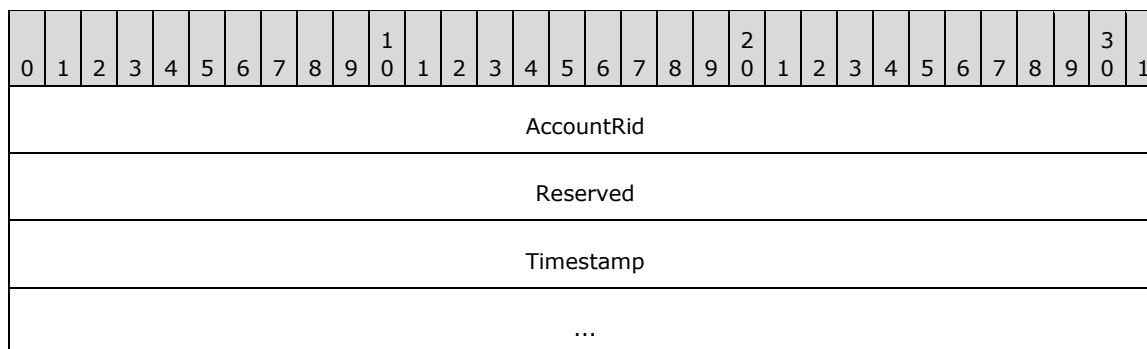 1 2 3
0 1 2 3 4 5 6 7 8 9 0 1 2 3 4 5 6 7 8 9 0 1 2 3 4 5 6 7 8 9 0 1
AccountRid
Reserved
Timestamp
...